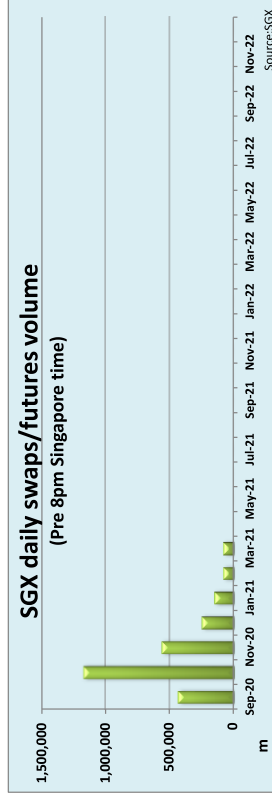 SGX daily swaps/futures volume
(Pre 8pm Singapore time)
1,500,000
1,000,000
500,000
0
m
Sep-20
Nov-20
Jan-21
Mar-21
May-21
Jul-21
Sep-21
Nov-21
Jan-22
Mar-22
May-22
Jul-22
Sep-22
Nov-22
Source:SGX